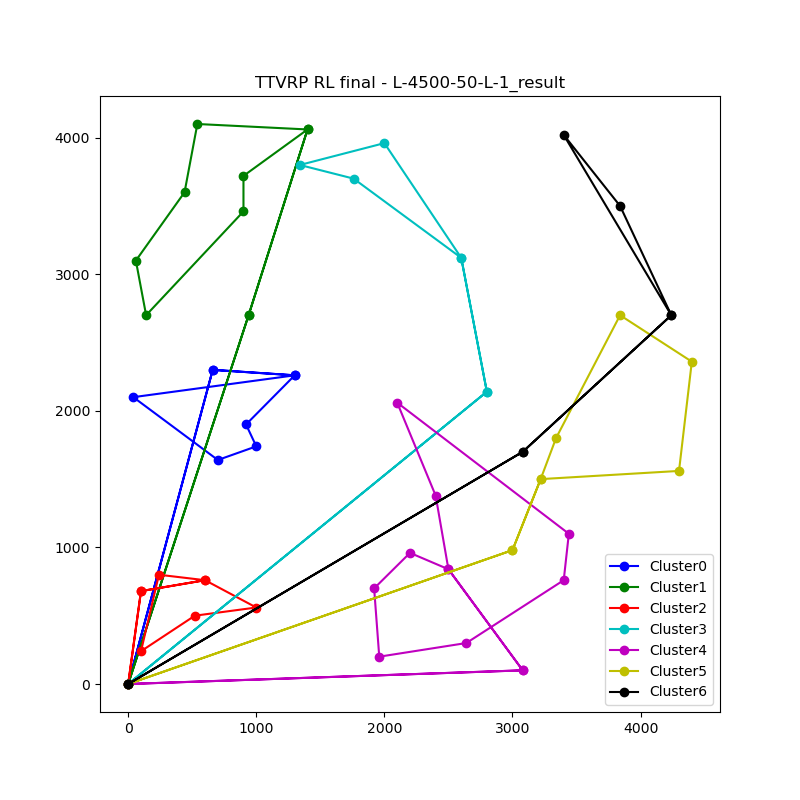 TTVRP RL final - L-4500-50-L-1_result
4000
3000
2000
1000
0
0 1000 2000 3000 4000
Cluster0
Cluster1
Cluster2
Cluster3
Cluster4
Cluster5
Cluster6